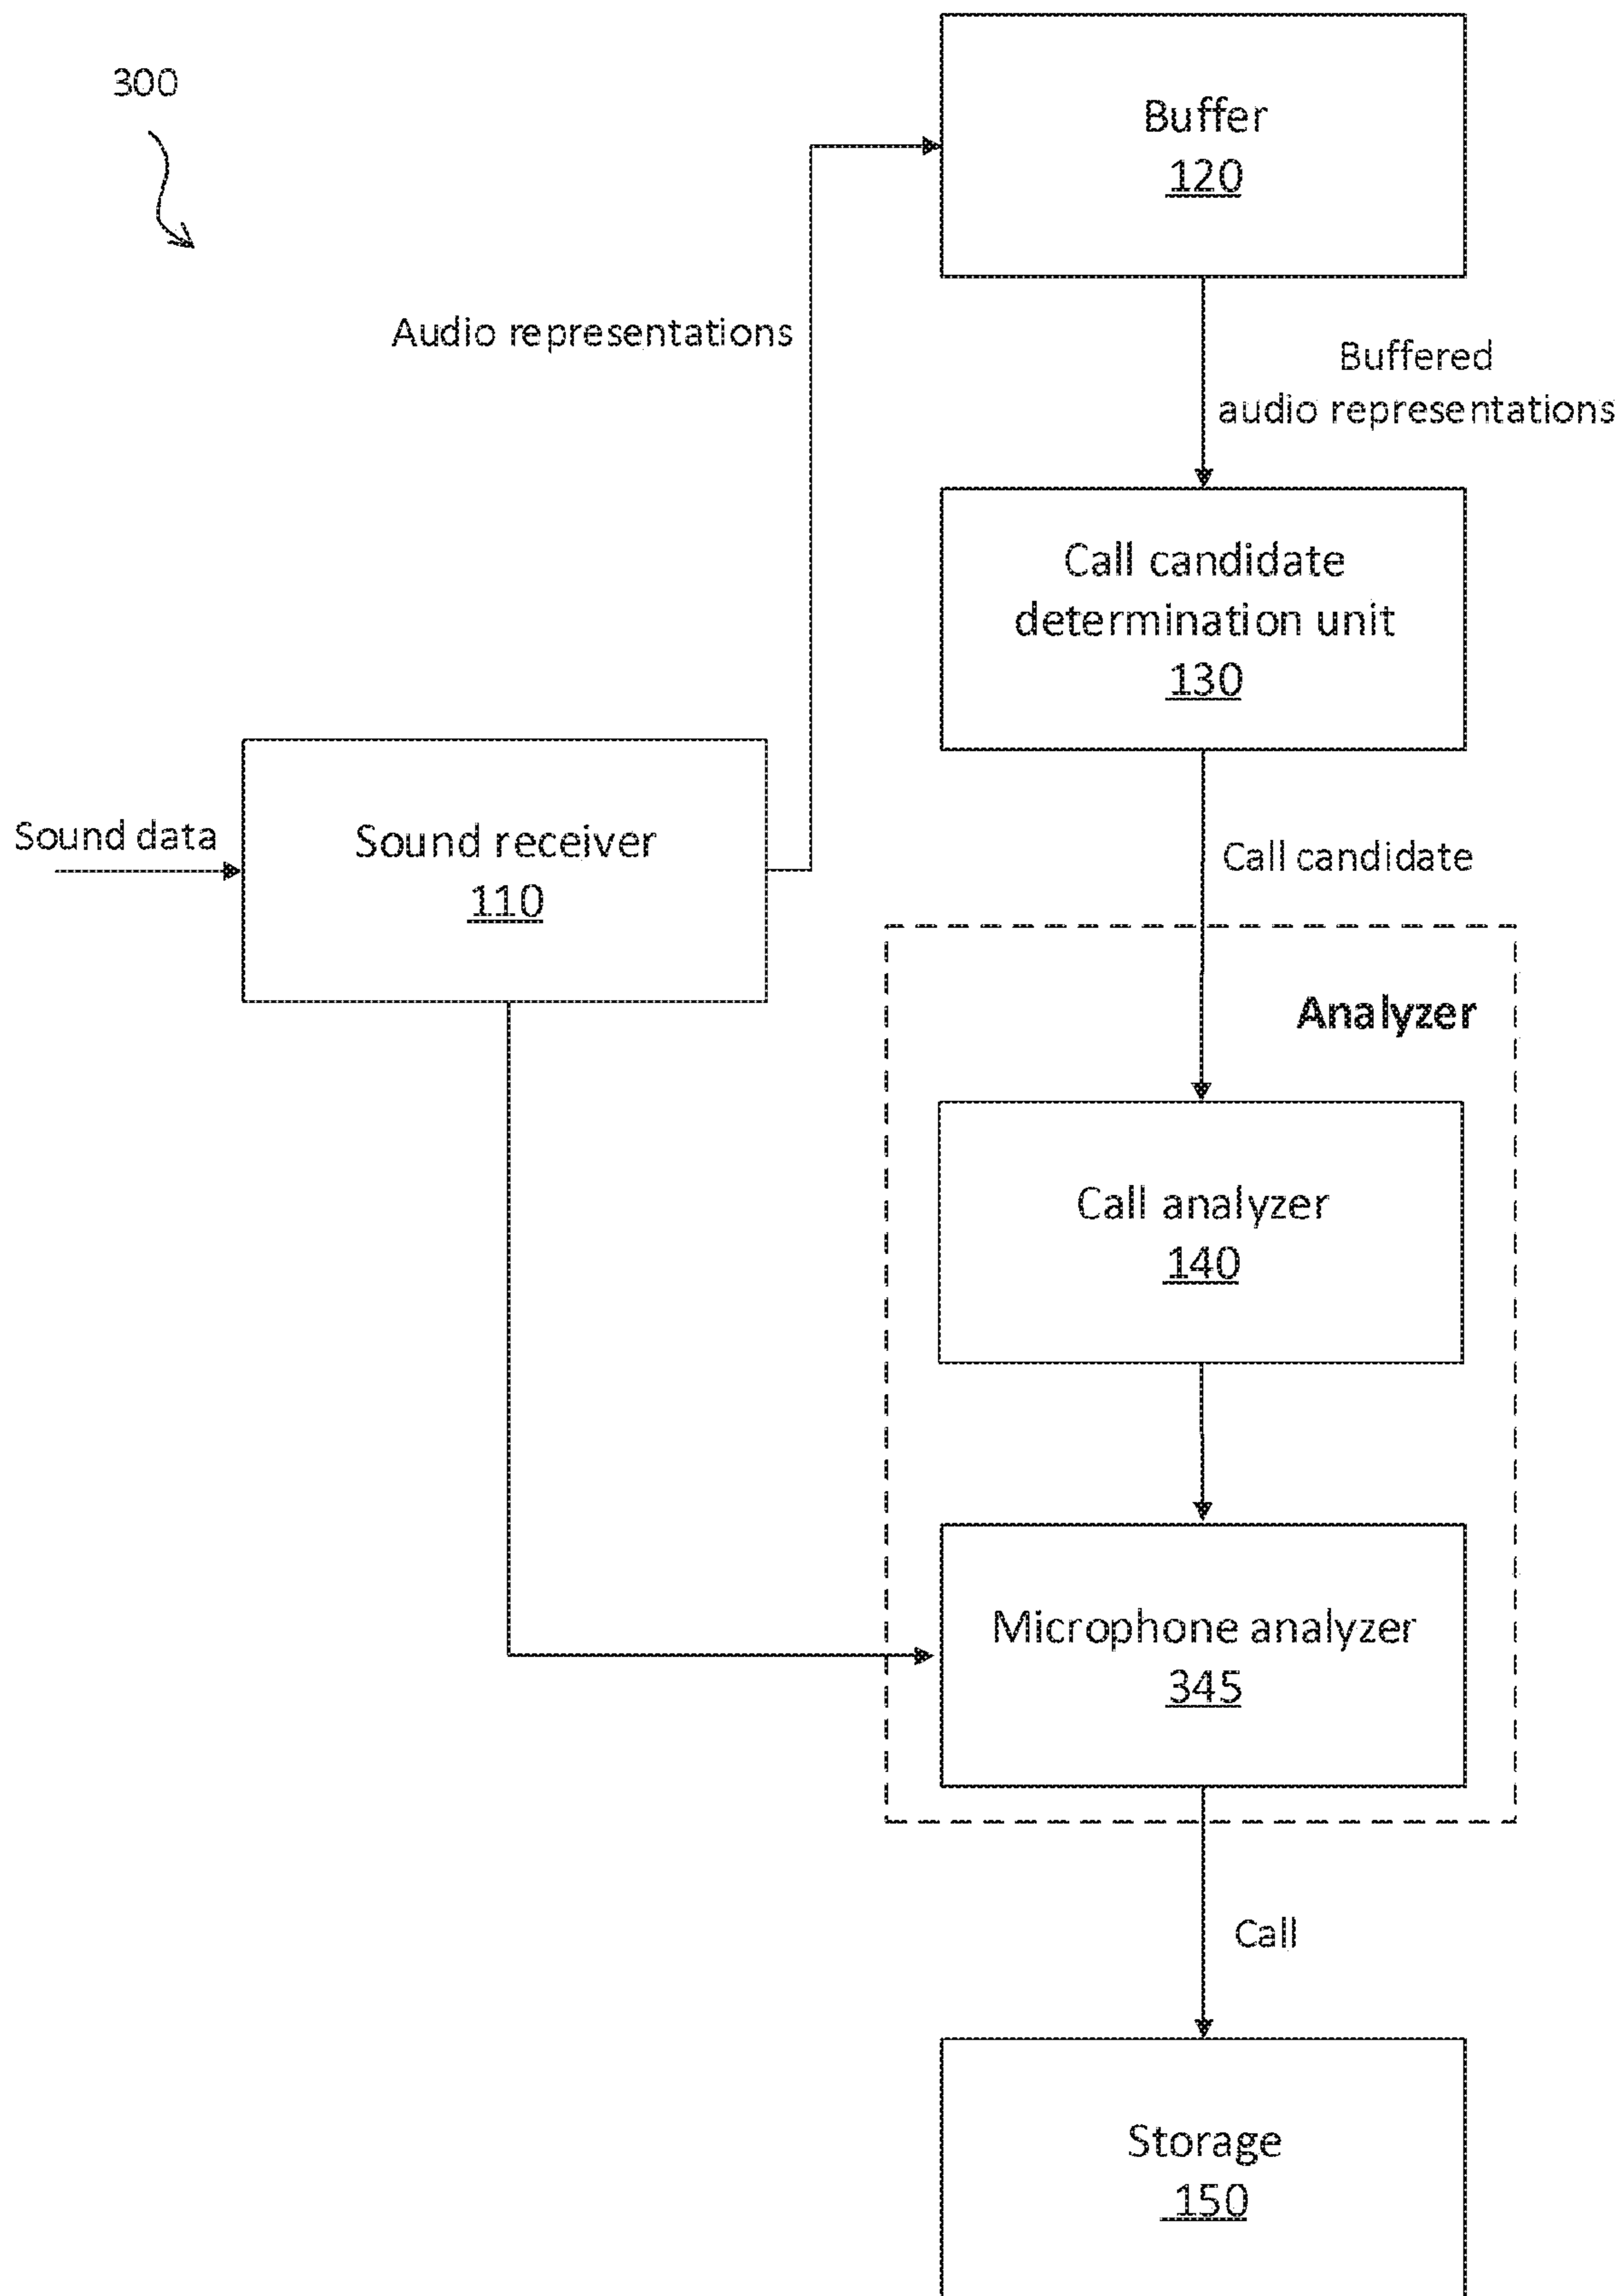 300
Buffer
120
Audio representations
Buffered
audio representations
Call candidate
determination unit
130
Sound data
Sound receiver
110
Call candidate
Analyzer
Call analyzer
140
Microphone analyzer
345
Call
Storage
150